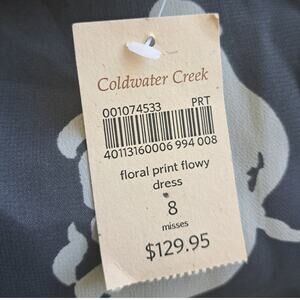 Coldwater Creek
001074533 PRT
40113160006 994 008
floral print flowy
dress
8
misses
$129.95